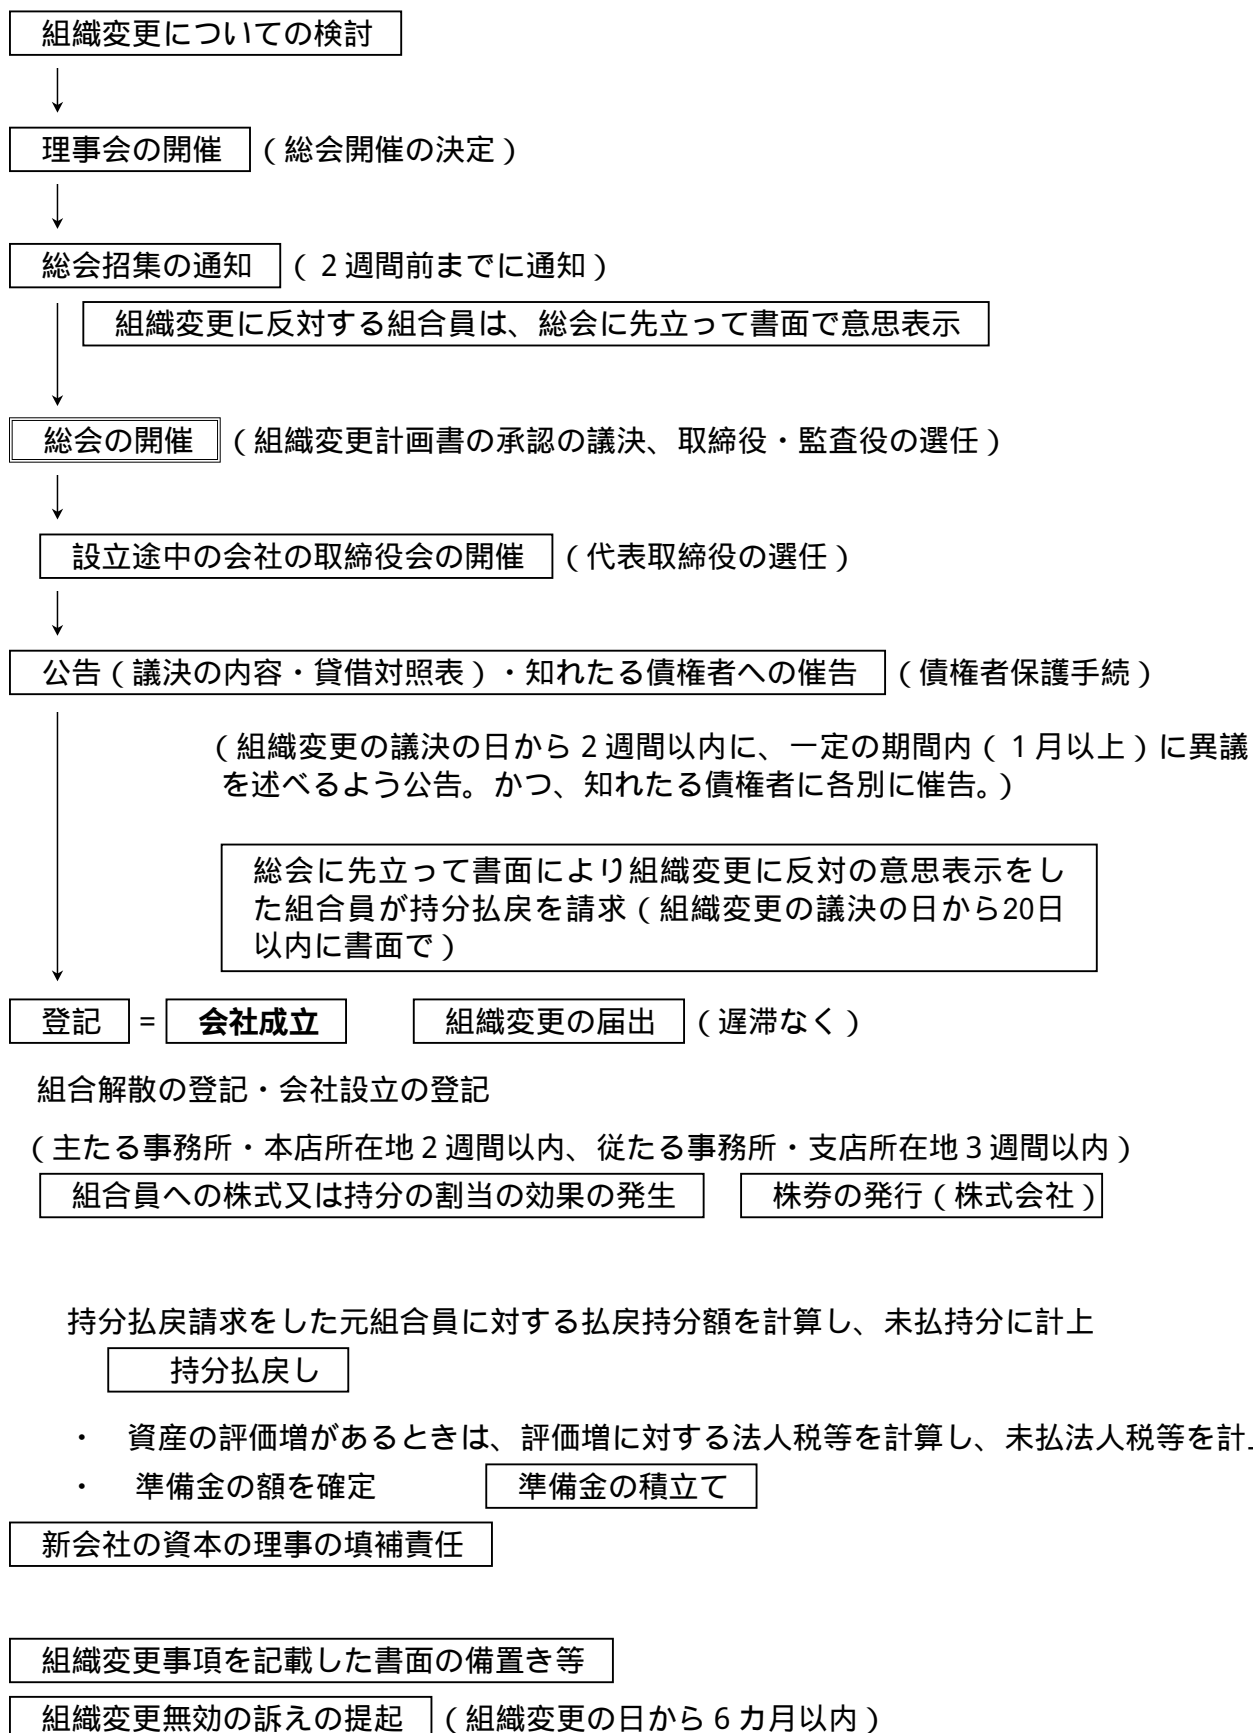 組織変更についての検討
理事会の開催 （総会開催の決定）
総会招集の通知 （２週間前までに通知）
組織変更に反対する組合員は、総会に先立って書面で意思表示
総会の開催 （組織変更計画書の承認の議決、取締役・監査役の選任）
設立途中の会社の取締役会の開催 （代表取締役の選任）
公告（議決の内容・貸借対照表）・知れたる債権者への催告 （債権者保護手続）
（組織変更の議決の日から２週間以内に、一定の期間内（１月以上）に異議
を述べるよう公告。かつ、知れたる債権者に各別に催告。）
総会に先立って書面により組織変更に反対の意思表示をし
た組合員が持分払戻を請求（組織変更の議決の日から20日
以内に書面で）
登記 = 会社成立 組織変更の届出 （遅滞なく）
組合解散の登記・会社設立の登記
（主たる事務所・本店所在地２週間以内、従たる事務所・支店所在地３週間以内）
組合員への株式又は持分の割当の効果の発生 株券の発行（株式会社）
持分払戻請求をした元組合員に対する払戻持分額を計算し、未払持分に計上
持分払戻し
・ 資産の評価増があるときは、評価増に対する法人税等を計算し、未払法人税等を計
・ 準備金の額を確定 準備金の積立て
新会社の資本の理事の填補責任
組織変更事項を記載した書面の備置き等
組織変更無効の訴えの提起 （組織変更の日から６カ月以内）